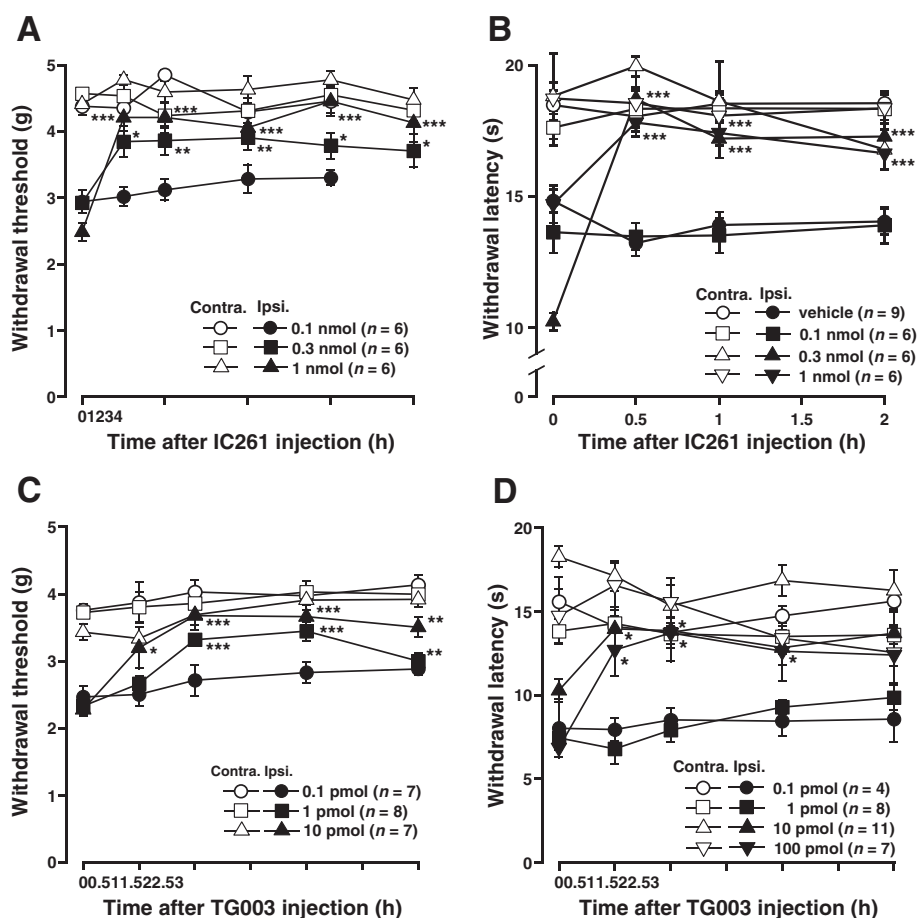 A
Withdrawal threshold (g)
5
4
3
2
1
0
***
*
***
**
***
**
*
***
*
Contra. Ipsi.
0.1 nmol (n = 6)
0.3 nmol (n = 6)
1 nmol (n = 6)
01234
Time after IC261 injection (h)
B
Withdrawal latency (s)
20
15
10
0
***
***
***
***
***
***
Contra. Ipsi.
vehicle (n = 9)
0.1 nmol (n = 6)
0.3 nmol (n = 6)
1 nmol (n = 6)
0 0.5 1 1.5 2
Time after IC261 injection (h)
C
Withdrawal threshold (g)
5
4
3
2
1
0
*
***
***
***
***
**
**
Contra. Ipsi.
0.1 pmol (n = 7)
1 pmol (n = 8)
10 pmol (n = 7)
00.511.522.53
Time after TG003 injection (h)
D
Withdrawal latency (s)
20
15
10
5
0
*
*
*
*
*
Contra. Ipsi.
0.1 pmol (n = 4)
1 pmol (n = 8)
10 pmol (n = 11)
100 pmol (n = 7)
00.511.522.53
Time after TG003 injection (h)